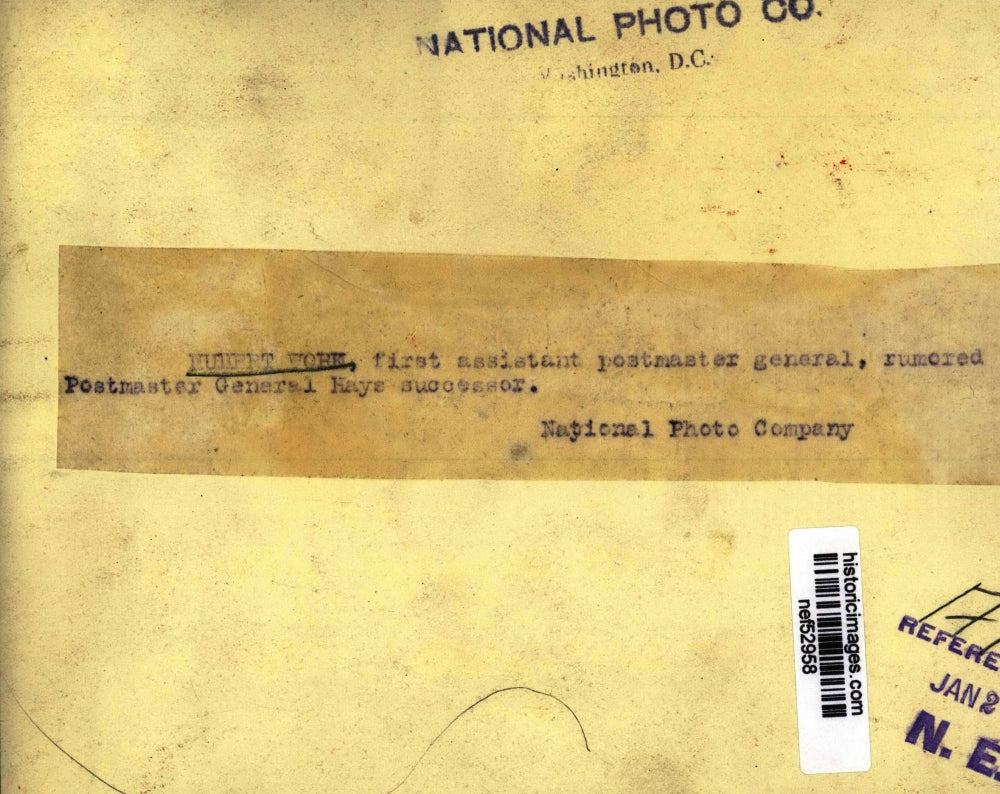 NATIONAL PHOTO CO.
Washington, D.C.
HUBERT WORK, first assistant postmaster general, rumored
Postmaster General Hays successor.
National Photo Company
historicimages.com
nef52958
REFERE
JAN 2
N. E.